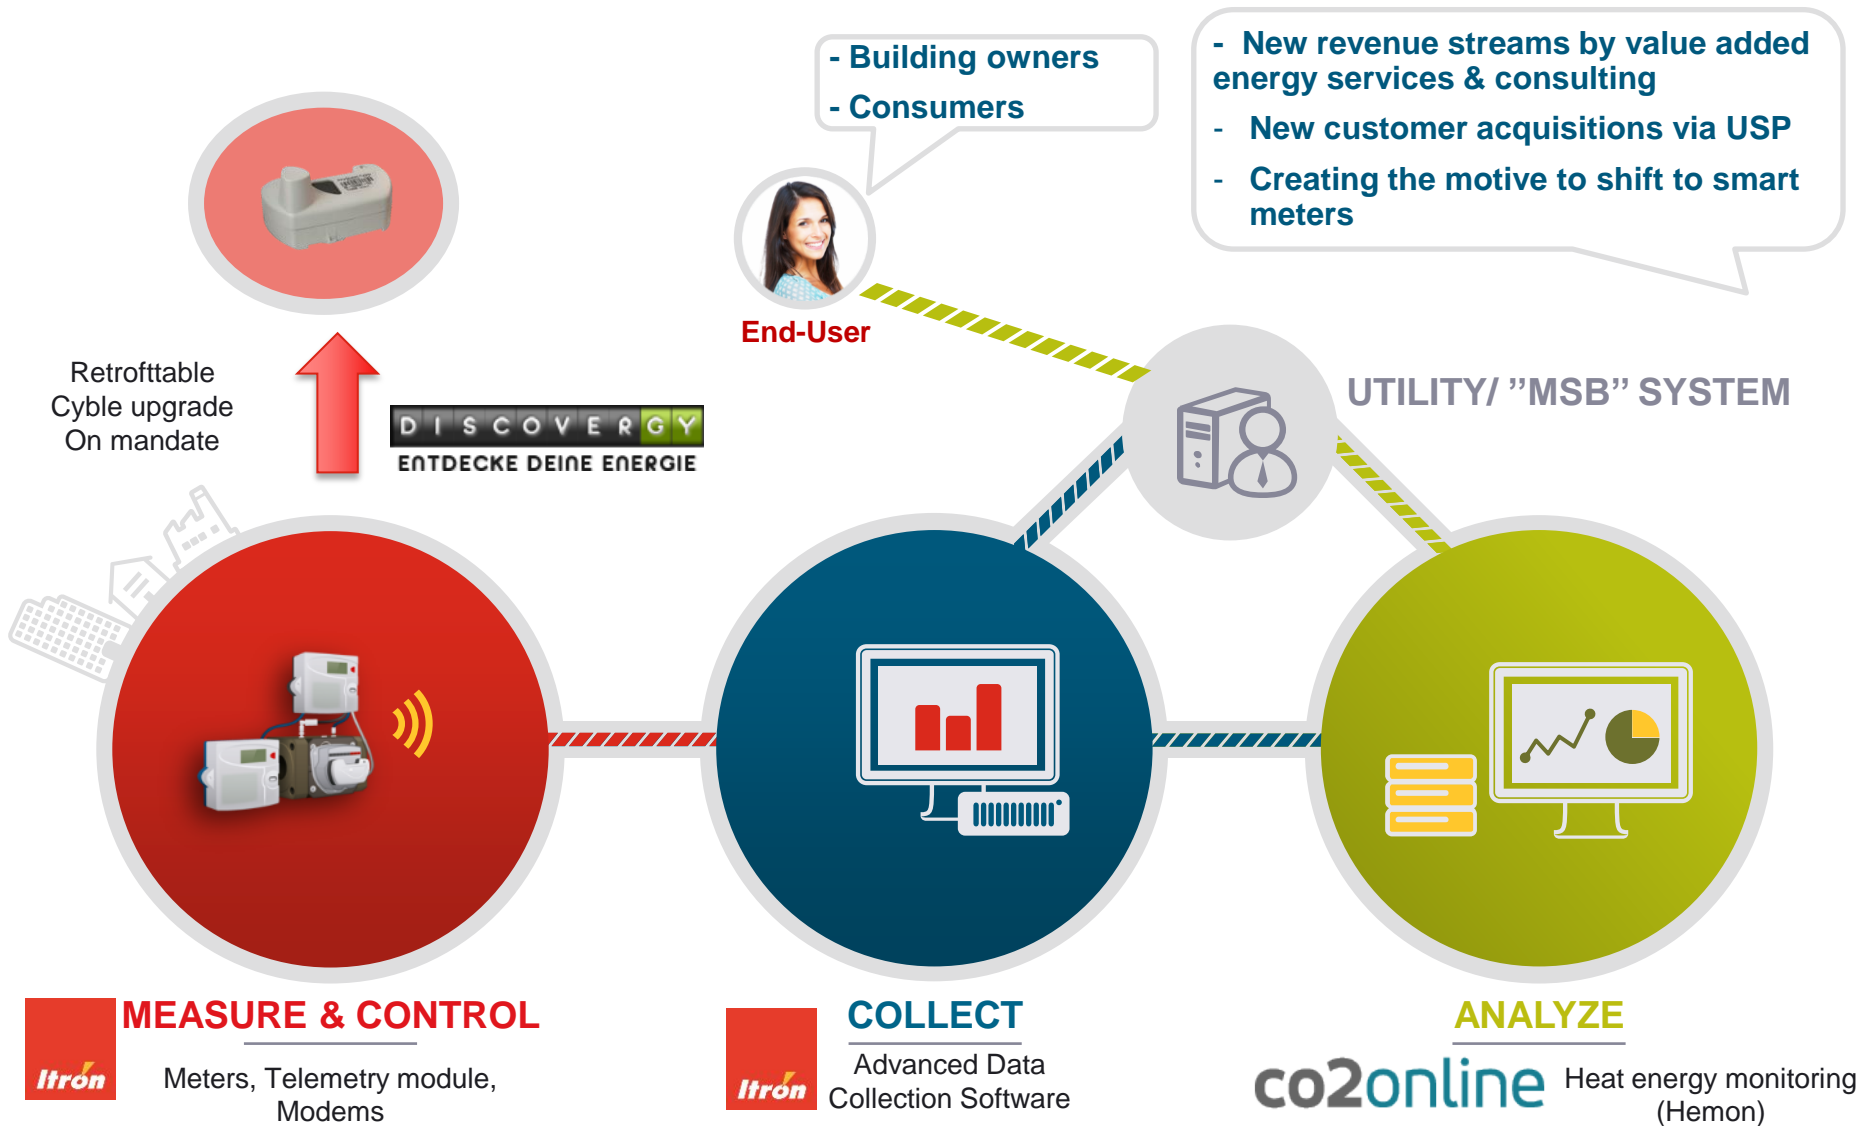 - Building owners
- Consumers
- New revenue streams by value added
energy services & consulting
- New customer acquisitions via USP
- Creating the motive to shift to smart
meters
End-User
Retrofttable
Cyble upgrade
On mandate
DISCOVERGY
ENTDECKE DEINE ENERGIE
UTILITY/ ”MSB” SYSTEM
Itron
MEASURE & CONTROL
Meters, Telemetry module,
Modems
Itron
COLLECT
Advanced Data
Collection Software
ANALYZE
co2online
Heat energy monitoring
(Hemon)